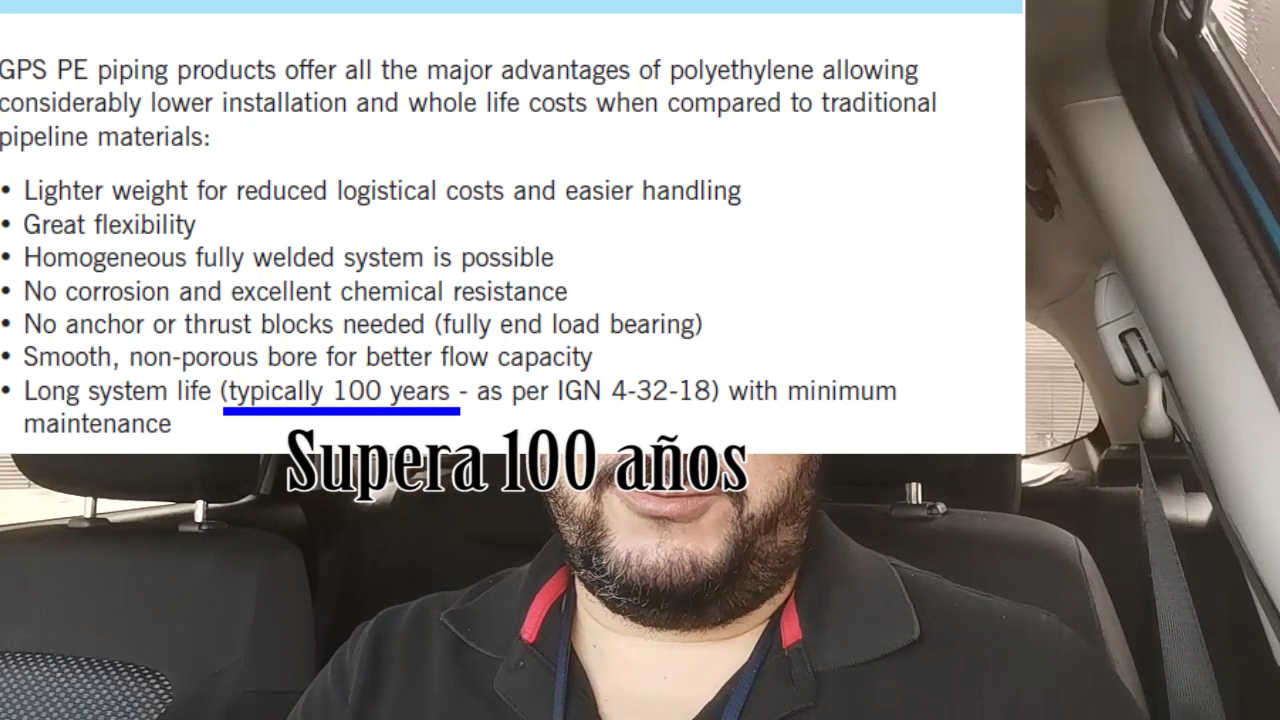 GPS PE piping products offer all the major advantages of polyethylene allowing
considerably lower installation and whole life costs when compared to traditional
pipeline materials:
• Lighter weight for reduced logistical costs and easier handling
• Great flexibility
• Homogeneous fully welded system is possible
• No corrosion and excellent chemical resistance
• No anchor or thrust blocks needed (fully end load bearing)
• Smooth, non-porous bore for better flow capacity
• Long system life (typically 100 years - as per IGN 4-32-18) with minimum
maintenance
Supera 100 años